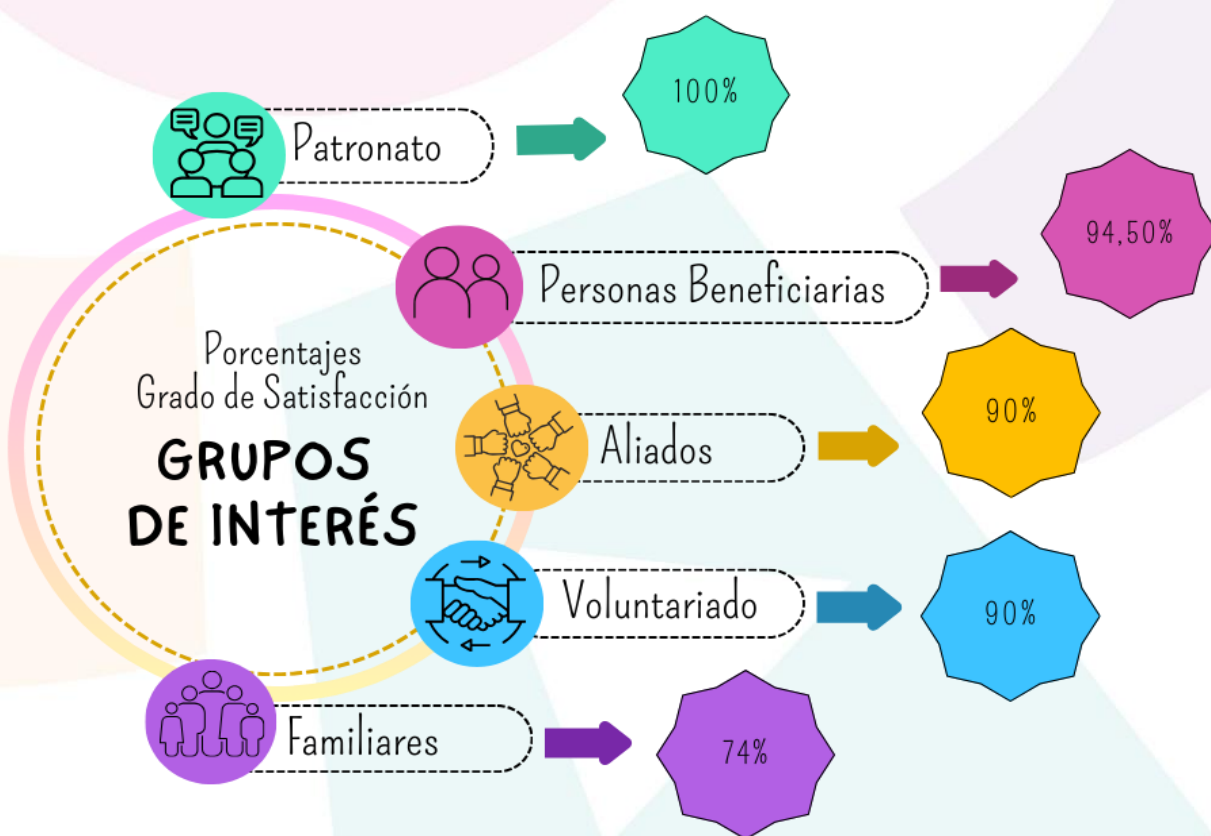 Patronato
100%
Personas Beneficiarias
94,50%
Porcentajes
Grado de Satisfacción
GRUPOS
DE INTERÉS
Aliados
90%
Voluntariado
90%
Familiares
74%